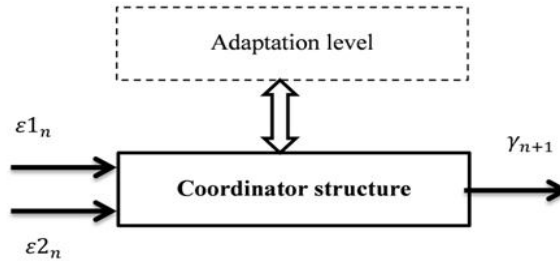 Adaptation level
ε1ₙ
γₙ₊₁
Coordinator structure
ε2ₙ